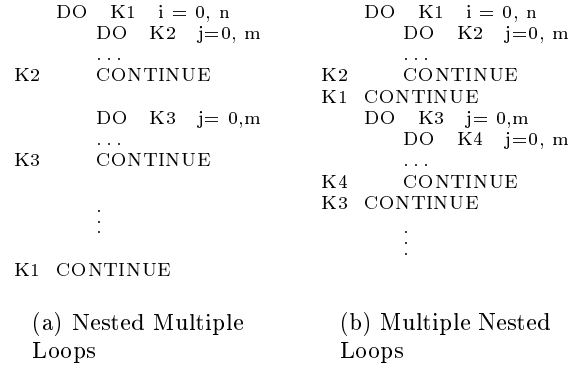 DO K1 i = 0, n
DO K2 j=0, m
...
K2 CONTINUE
DO K3 j= 0,m
...
K3 CONTINUE
.
.
.
K1 CONTINUE
(a) Nested Multiple
Loops
DO K1 i = 0, n
DO K2 j=0, m
...
K2 CONTINUE
K1 CONTINUE
DO K3 j= 0,m
DO K4 j=0, m
...
K4 CONTINUE
K3 CONTINUE
.
.
.
(b) Multiple Nested
Loops